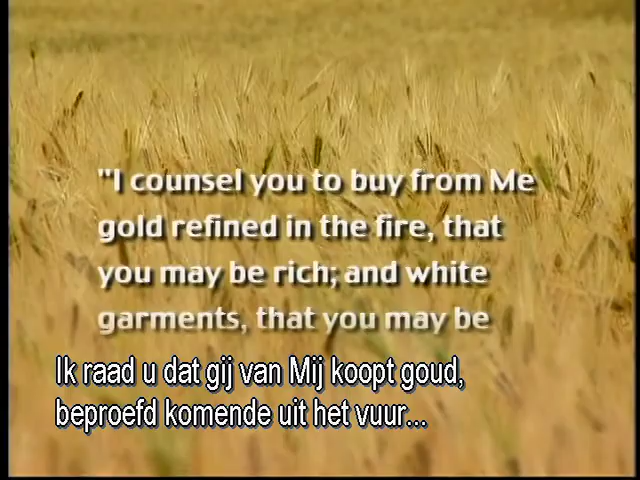 "I counsel you to buy from Me
gold refined in the fire, that
you may be rich; and white
garments, that you may be
Ik raad u dat gij van Mij koopt goud,
beproefd komende uit het vuur...